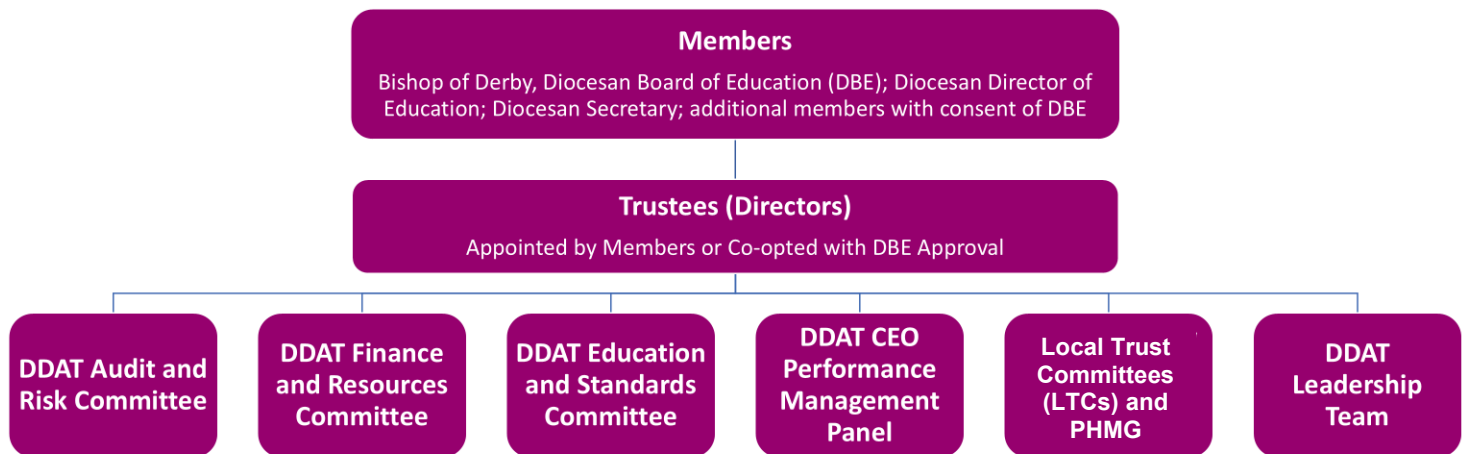 Members
Bishop of Derby, Diocesan Board of Education (DBE); Diocesan Director of
Education; Diocesan Secretary; additional members with consent of DBE
Trustees (Directors)
Appointed by Members or Co-opted with DBE Approval
DDAT Audit and
Risk Committee
DDAT Finance
and Resources
Committee
DDAT Education
and Standards
Committee
DDAT CEO
Performance
Management
Panel
Local Trust
Committees
(LTCs) and
PHMG
DDAT
Leadership
Team